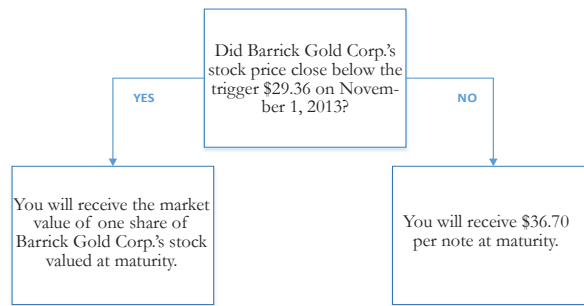 Did Barrick Gold Corp.'s
stock price close below the
trigger $29.36 on Novem-
ber 1, 2013?
YES
NO
You will receive the market
value of one share of
Barrick Gold Corp.'s stock
valued at maturity.
You will receive $36.70
per note at maturity.